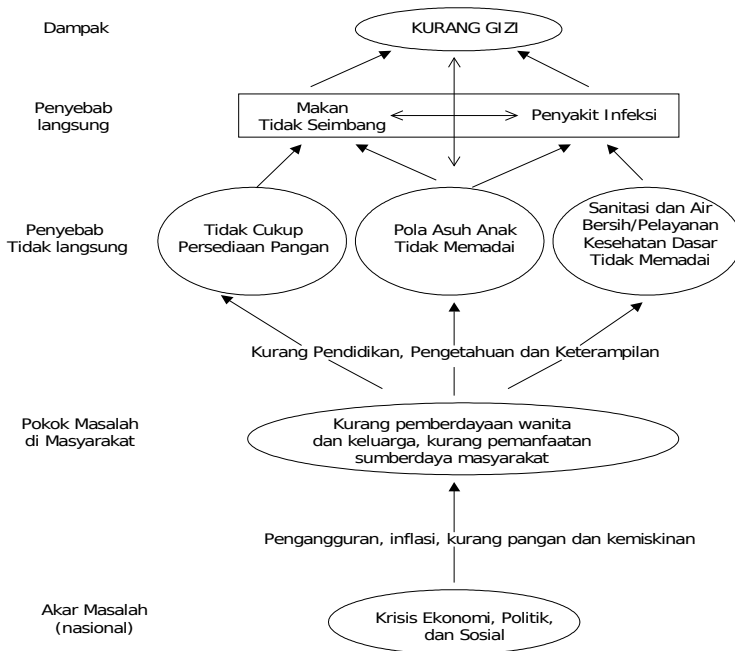 Dampak
KURANG GIZI
Penyebab
langsung
Makan
Tidak Seimbang
Penyakit Infeksi
Penyebab
Tidak langsung
Tidak Cukup
Persediaan Pangan
Pola Asuh Anak
Tidak Memadai
Sanitasi dan Air
Bersih/Pelayanan
Kesehatan Dasar
Tidak Memadai
Kurang Pendidikan, Pengetahuan dan Keterampilan
Pokok Masalah
di Masyarakat
Kurang pemberdayaan wanita
dan keluarga, kurang pemanfaatan
sumberdaya masyarakat
Pengangguran, inflasi, kurang pangan dan kemiskinan
Akar Masalah
(nasional)
Krisis Ekonomi, Politik,
dan Sosial